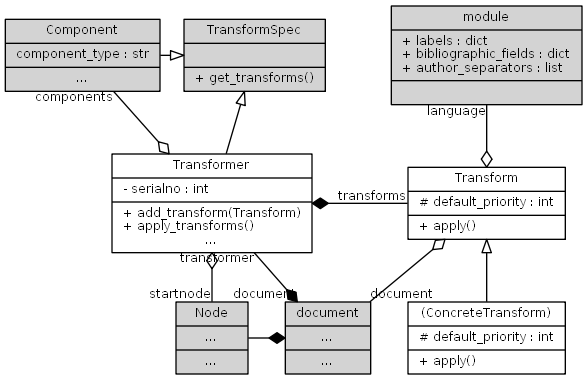 Component
component_type : str
...
TransformSpec
+ get_transforms()
module
+ labels : dict
+ bibliographic_fields : dict
+ author_separators : list
components
language
Transformer
- serialno : int
+ add_transform(Transform)
+ apply_transforms()
...
transforms
Transform
# default_priority : int
+ apply()
transformer
startnode
document
document
Node
...
...
document
...
...
(ConcreteTransform)
# default_priority : int
+ apply()